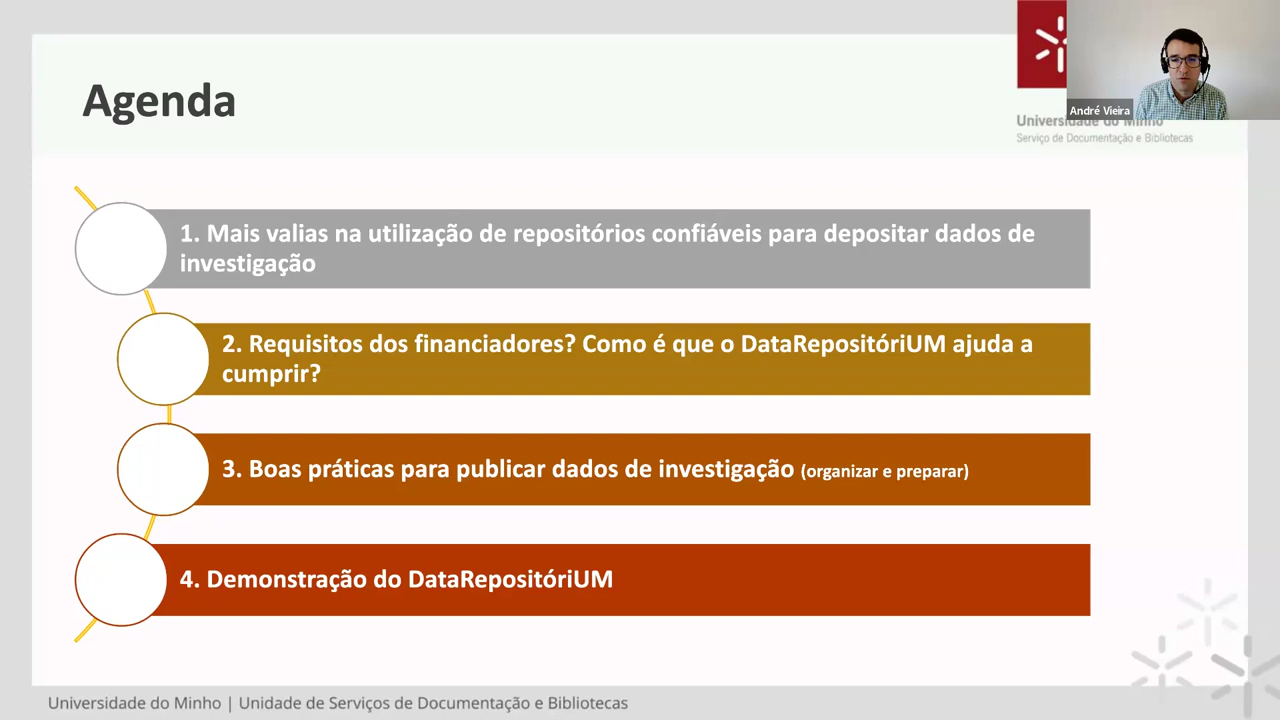 Agenda
André Vieira
Universidade do Minho
Serviço de Documentação e Bibliotecas
1. Mais valias na utilização de repositórios confiáveis para depositar dados de
investigação
2. Requisitos dos financiadores? Como é que o DataRepositóriUM ajuda a
cumprir?
3. Boas práticas para publicar dados de investigação (organizar e preparar)
4. Demonstração do DataRepositóriUM
Universidade do Minho | Unidade de Serviços de Documentação e Bibliotecas